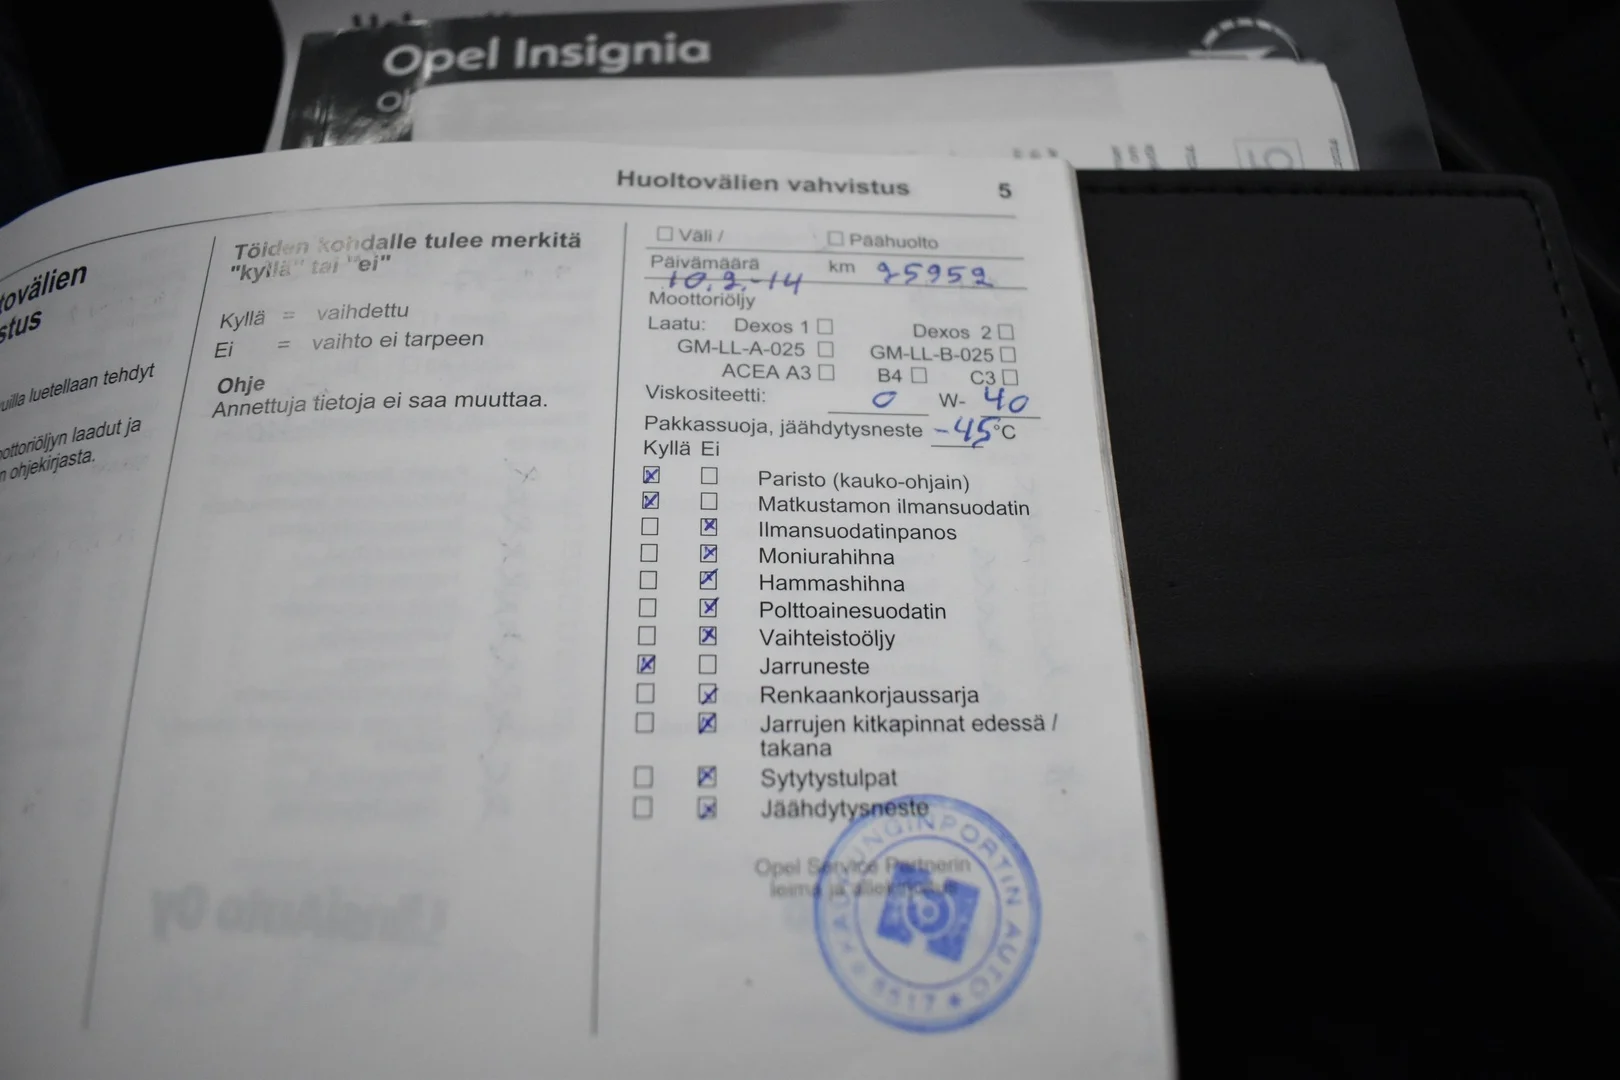 Opel Insignia
Huoltovälien vahvistus 5
tovälien
stus
uilla luetellaan tehdyt
oottoriöljyn laadut ja
n ohjekirjasta.
Töiden kohdalle tulee merkitä
"kyllä" tai "ei"
Kyllä = vaihdettu
Ei = vaihto ei tarpeen
Ohje
Annettuja tietoja ei saa muuttaa.
Väli / Päähuolto
Päivämäärä 10.2.-14 km 25952
Moottoriöljy
Laatu: Dexos 1 Dexos 2
GM-LL-A-025 GM-LL-B-025
ACEA A3 B4 C3
Viskositeetti: 0 W- 40
Pakkassuoja, jäähdytysneste -45 °C
Kyllä Ei
Paristo (kauko-ohjain)
Matkustamon ilmansuodatin
Ilmansuodatinpanos
Moniurahihna
Hammashihna
Polttoainesuodatin
Vaihteistoöljy
Jarruneste
Renkaankorjaussarja
Jarrujen kitkapinnat edessä /
takana
Sytytystulpat
Jäähdytysneste
Opel Service Partnerin
leima ja allekirjoitus
KAUPUNGINPORTIN AUTO